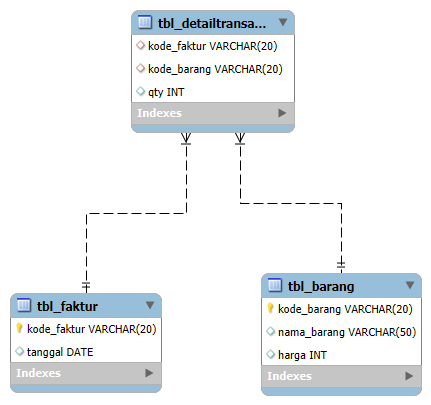 tbl_detailtransa...
kode_faktur VARCHAR(20)
kode_barang VARCHAR(20)
qty INT
Indexes
tbl_faktur
kode_faktur VARCHAR(20)
tanggal DATE
Indexes
tbl_barang
kode_barang VARCHAR(20)
nama_barang VARCHAR(50)
harga INT
Indexes